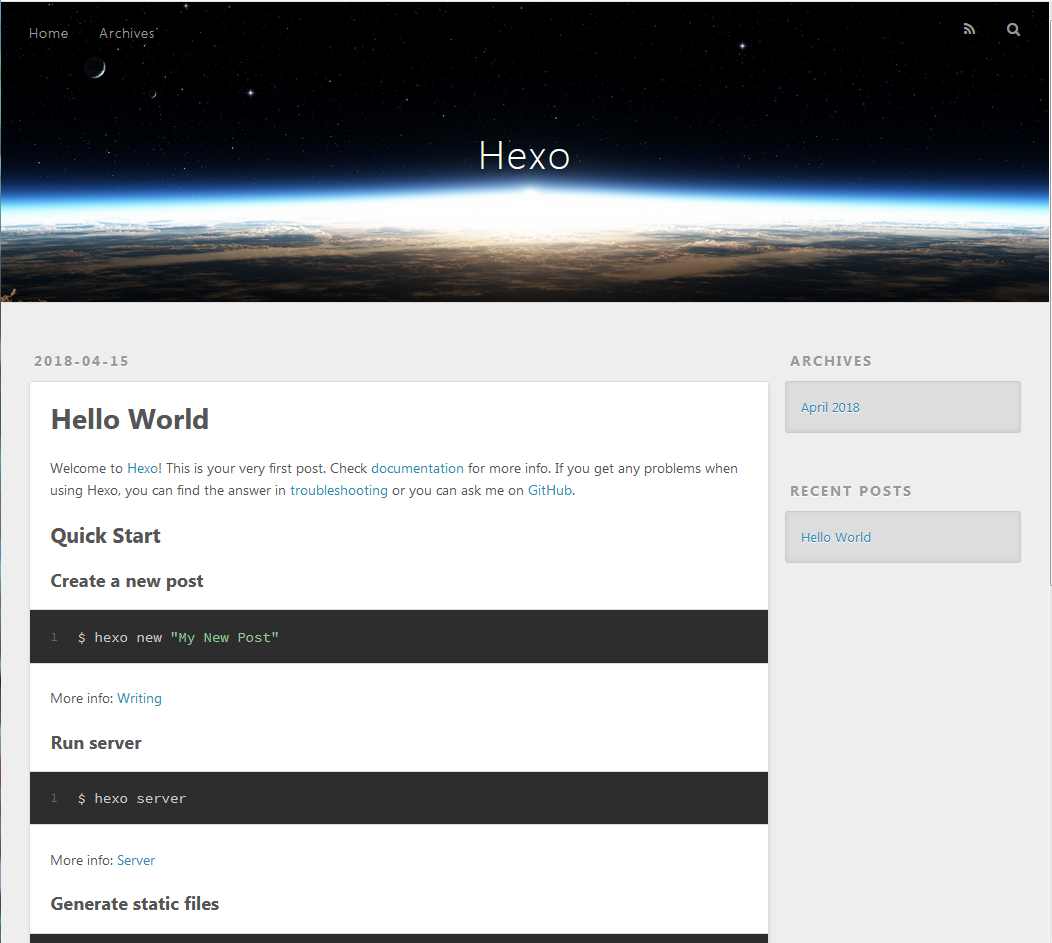 Home Archives
Hexo
2018-04-15
Hello World
Welcome to Hexo! This is your very first post. Check documentation for more info. If you get any problems when
using Hexo, you can find the answer in troubleshooting or you can ask me on GitHub.
Quick Start
Create a new post
1 $ hexo new "My New Post"
More info: Writing
Run server
1 $ hexo server
More info: Server
Generate static files
ARCHIVES
April 2018
RECENT POSTS
Hello World